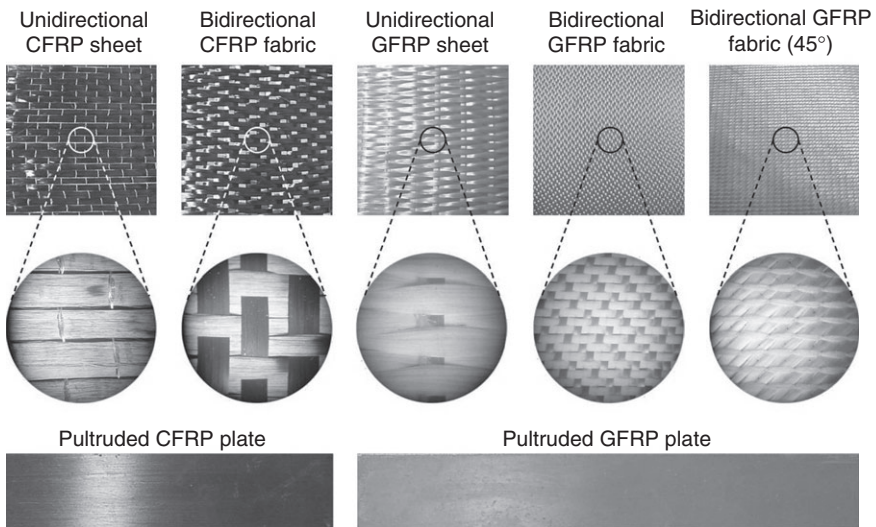 Unidirectional
CFRP sheet
Bidirectional
CFRP fabric
Unidirectional
GFRP sheet
Bidirectional
GFRP fabric
Bidirectional GFRP
fabric (45°)
Pultruded CFRP plate
Pultruded GFRP plate